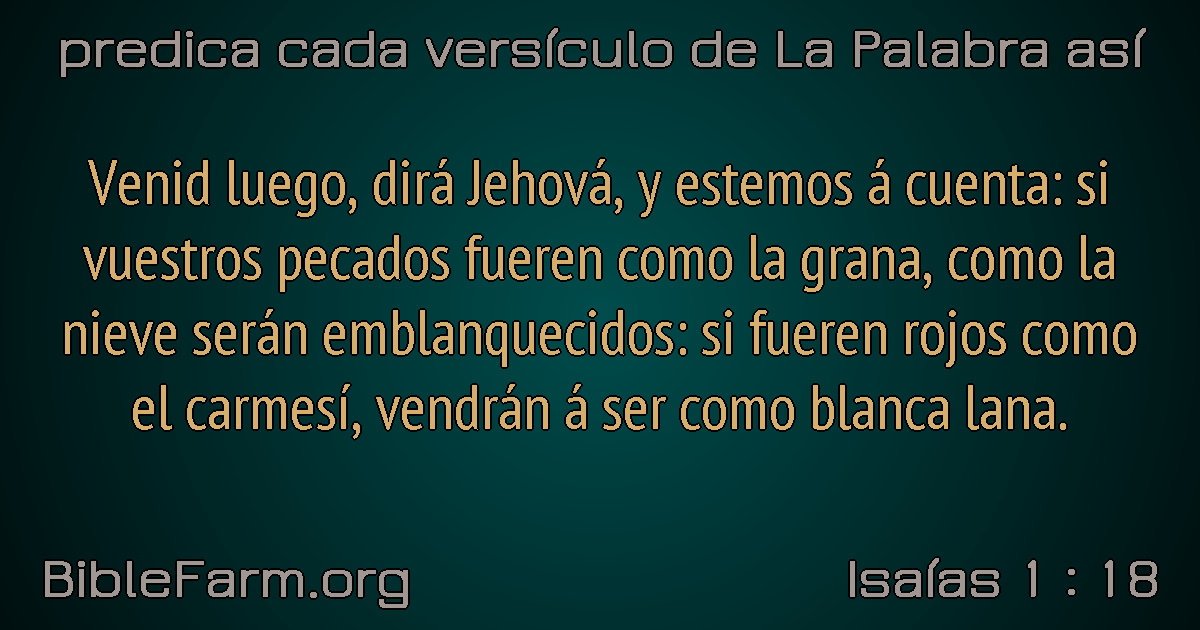 predica cada versículo de La Palabra así
Venid luego, dirá Jehová, y estemos á cuenta: si
vuestros pecados fueren como la grana, como la
nieve serán emblanquecidos: si fueren rojos como
el carmesí, vendrán á ser como blanca lana.
BibleFarm.org
Isaías 1 : 18